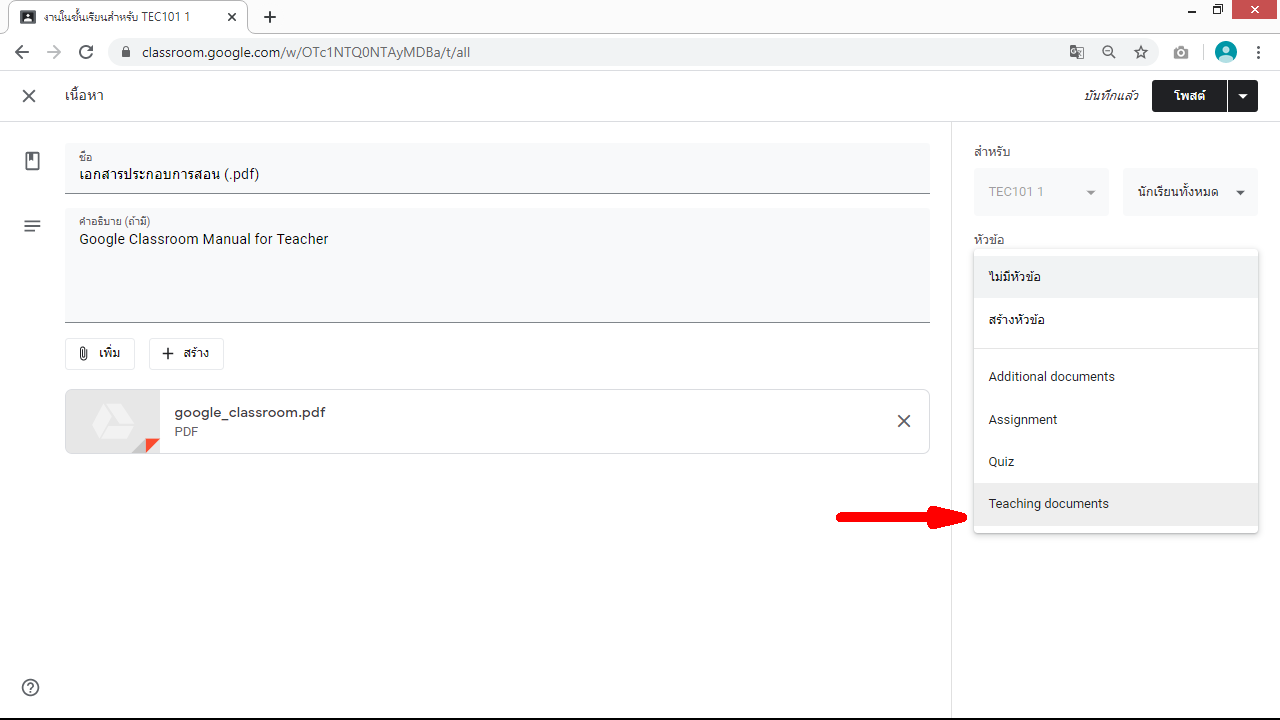 งานในชั้นเรียนสำหรับ TEC101 1
classroom.google.com/w/OTc1NTQ0NTAyMDBa/t/all
เนื้อหา
บันทึกแล้ว
โพสต์
ชื่อ
เอกสารประกอบการสอน (.pdf)
คำอธิบาย (ถ้ามี)
Google Classroom Manual for Teacher
เพิ่ม
สร้าง
google_classroom.pdf
PDF
สำหรับ
TEC101 1
นักเรียนทั้งหมด
หัวข้อ
ไม่มีหัวข้อ
สร้างหัวข้อ
Additional documents
Assignment
Quiz
Teaching documents